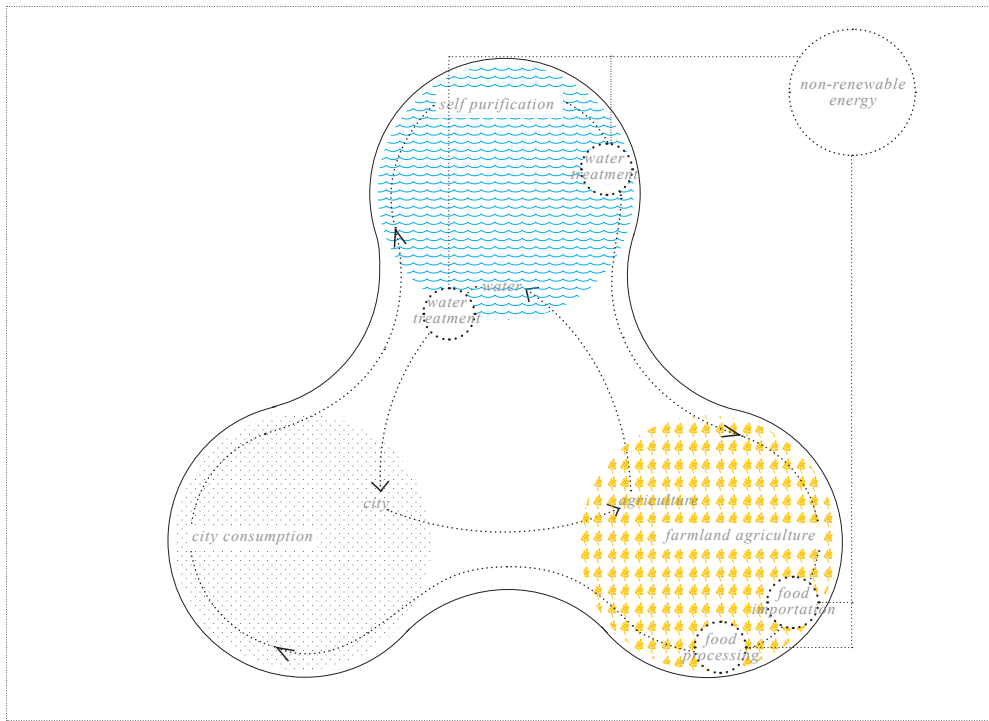 non-renewable
energy
self purification
water
treatment
water
water
treatment
city
agriculture
city consumption
farmland agriculture
food
importation
food
processing